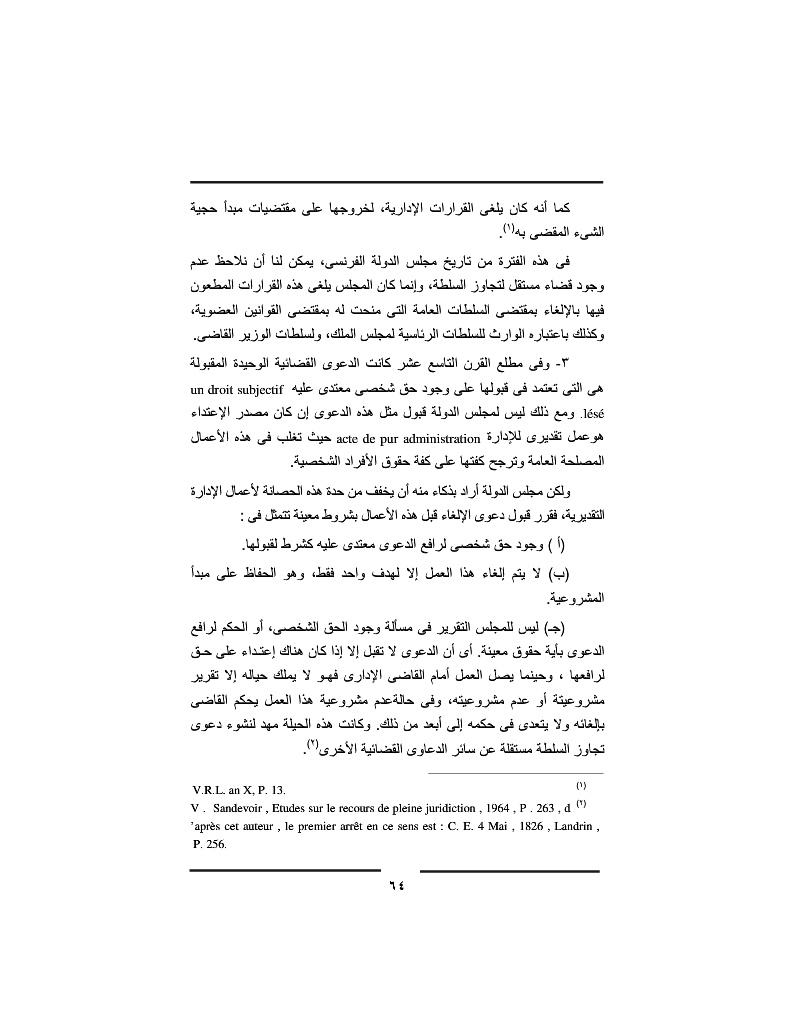 كما أنه كان يلغى القرارات الإدارية، لخروجها على مقتضيات مبدأ حجية
الشىء المقضى به(١).
فى هذه الفترة من تاريخ مجلس الدولة الفرنسى، يمكن لنا أن نلاحظ عدم
وجود قضاء مستقل لتجاوز السلطة، وإنما كان المجلس يلغى هذه القرارات المطعون
فيها بالإلغاء بمقتضى السلطات العامة التى منحت له بمقتضى القوانين العضوية،
وكذلك باعتباره الوارث للسلطات الرئاسية لمجلس الملك، ولسلطات الوزير القاضى.
٣- وفى مطلع القرن التاسع عشر كانت الدعوى القضائية الوحيدة المقبولة
هى التى تعتمد فى قبولها على وجود حق شخصى معتدى عليه un droit subjectif
lésé. ومع ذلك ليس لمجلس الدولة قبول مثل هذه الدعوى إن كان مصدر الإعتداء
هوعمل تقديرى للإدارة acte de pur administration حيث تغلب فى هذه الأعمال
المصلحة العامة وترجح كفتها على كفة حقوق الأفراد الشخصية.
ولكن مجلس الدولة أراد بذكاء منه أن يخفف من حدة هذه الحصانة لأعمال الإدارة
التقديرية، فقرر قبول دعوى الإلغاء قبل هذه الأعمال بشروط معينة تتمثل فى :
(أ ) وجود حق شخصى لرافع الدعوى معتدى عليه كشرط لقبولها.
(ب) لا يتم إلغاء هذا العمل إلا لهدف واحد فقط، وهو الحفاظ على مبدأ
المشروعية.
(جـ) ليس للمجلس التقرير فى مسألة وجود الحق الشخصى، أو الحكم لرافع
الدعوى بأية حقوق معينة. أى أن الدعوى لا تقبل إلا إذا كان هناك إعتـداء على حـق
لرافعها ، وحينما يصل العمل أمام القاضى الإدارى فهـو لا يملك حياله إلا تقرير
مشروعيتة أو عدم مشروعيته، وفى حالةعدم مشروعية هذا العمل يحكم القاضى
بإلغائه ولا يتعدى فى حكمه إلى أبعد من ذلك. وكانت هذه الحيلة مهد لنشوء دعوى
تجاوز السلطة مستقلة عن سائر الدعاوى القضائية الأخرى(٢).
(١) V.R.L. an X, P. 13.
(٢) V . Sandevoir , Etudes sur le recours de pleine juridiction , 1964 , P . 263 , d
’après cet auteur , le premier arrêt en ce sens est : C. E. 4 Mai , 1826 , Landrin ,
P. 256.
٦٤